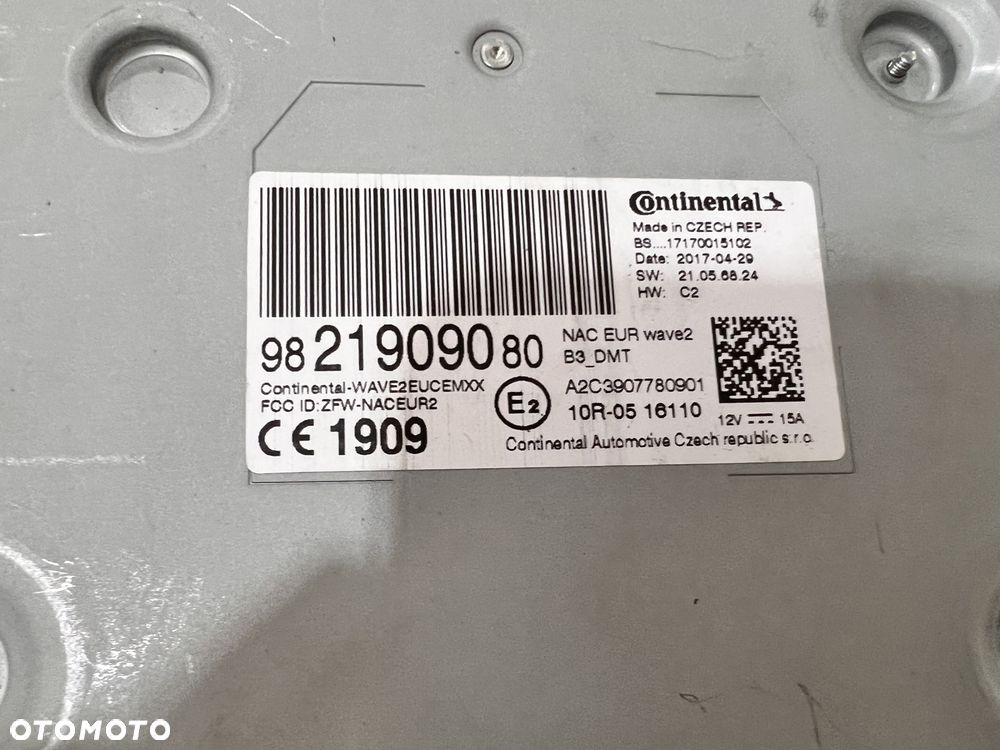 Continental
Made in CZECH REP.
BS....17170015102
Date: 2017-04-29
SW: 21.05.68.24
HW: C2
98 219090 80
NAC EUR wave2
B3_DMT
Continental-WAVE2EUCEMXX
FCC ID:ZFW-NACEUR2
CE 1909
E2
A2C3907780901
10R-05 16110
12V 15A
Continental Automotive Czech republic s.r.o.
OTOMOTO